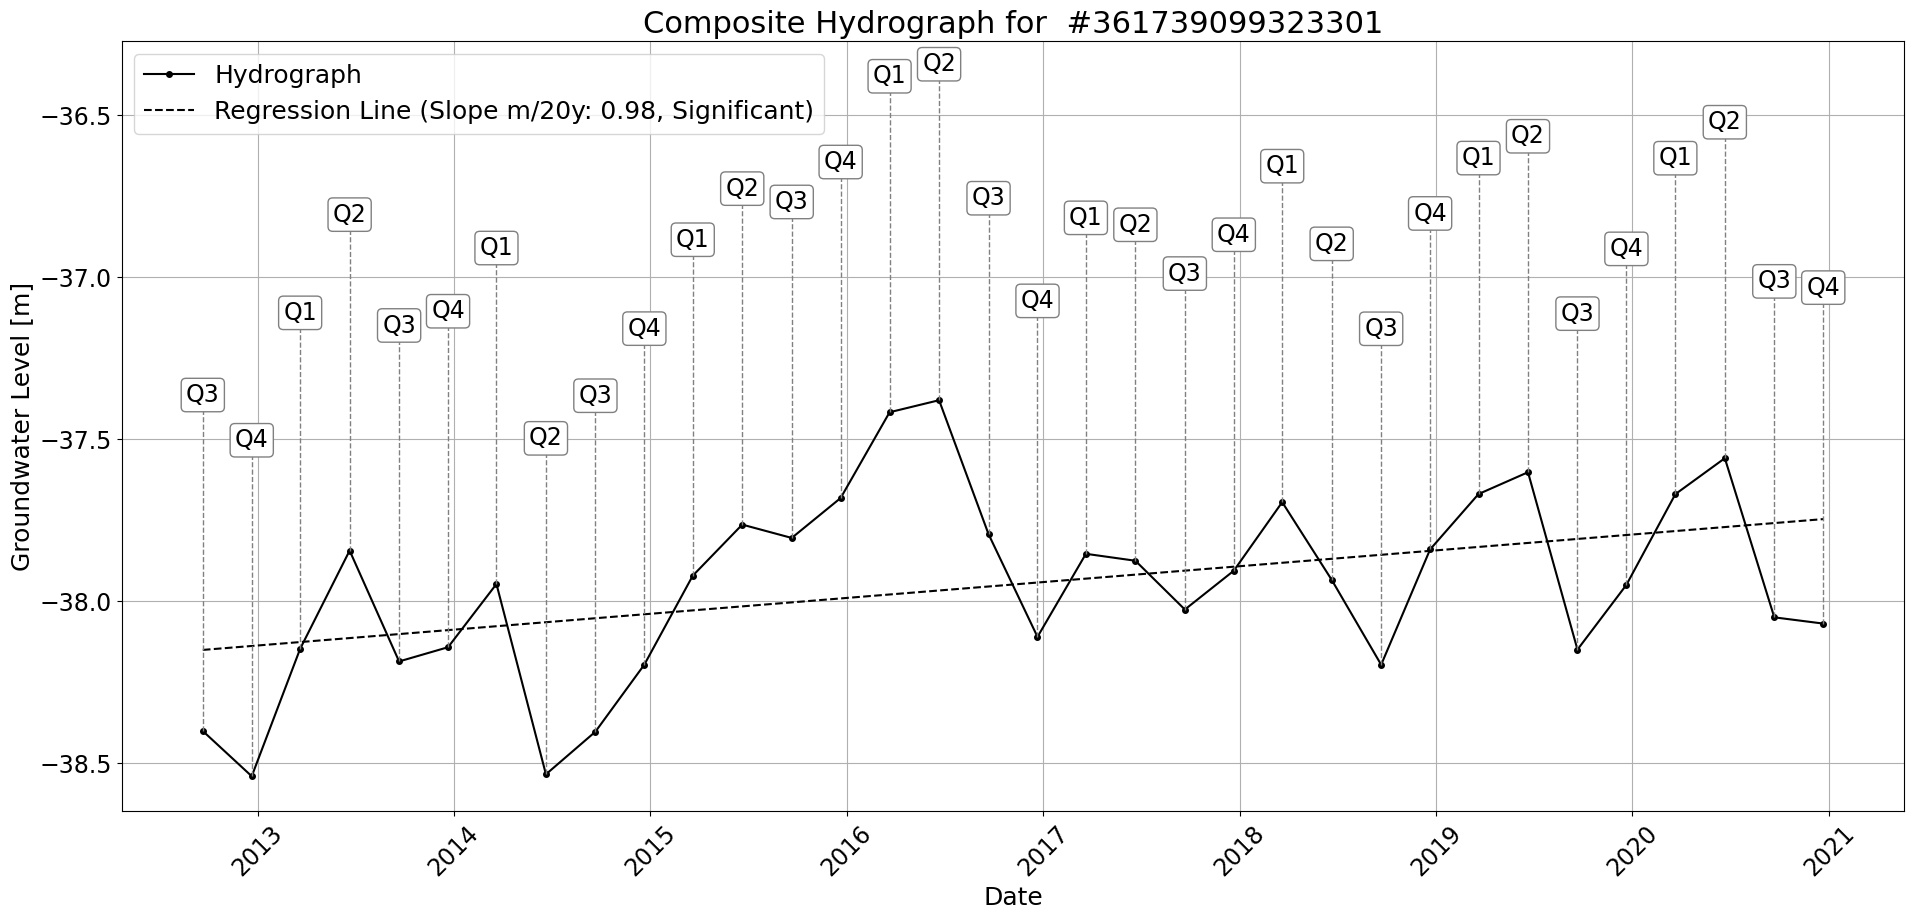 Composite Hydrograph for  #361739099323301
Hydrograph
Regression Line (Slope m/20y: 0.98, Significant)
Groundwater Level [m]
−36.5
−37.0
−37.5
−38.0
−38.5
Q3
Q4
Q1
Q2
Q3
Q4
Q1
Q2
Q3
Q4
Q1
Q2
Q3
Q4
Q1
Q2
Q3
Q4
Q1
Q2
Q3
Q4
Q1
Q2
Q3
Q4
Q1
Q2
Q3
Q4
Q1
Q2
Q3
Q4
2013
2014
2015
2016
2017
2018
2019
2020
2021
Date